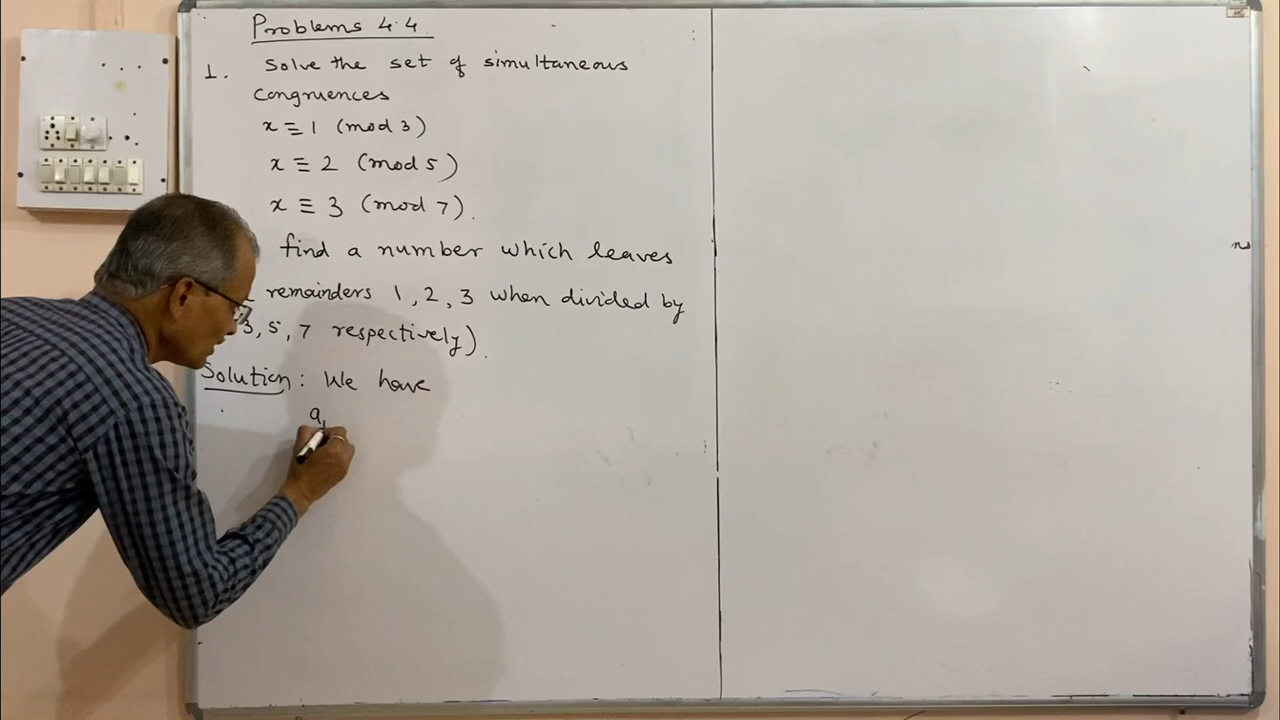 Problems 4.4
1. Solve the set of simultaneous
congruences
x ≡ 1 (mod 3)
x ≡ 2 (mod 5)
x ≡ 3 (mod 7).
find a number which leaves
remainders 1, 2, 3 when divided by
3, 5, 7 respectively).
Solution: We have
a₁